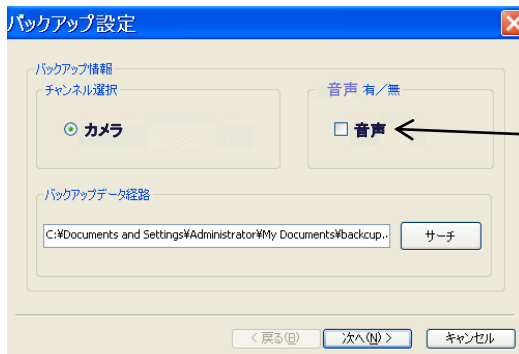 バックアップ設定
バックアップ情報
チャンネル選択
音声 有/無
カメラ
音声
バックアップデータ経路
C:¥Documents and Settings¥Administrator¥My Documents¥backcup..
サーチ
< 戻る(B)
次へ(N) >
キャンセル